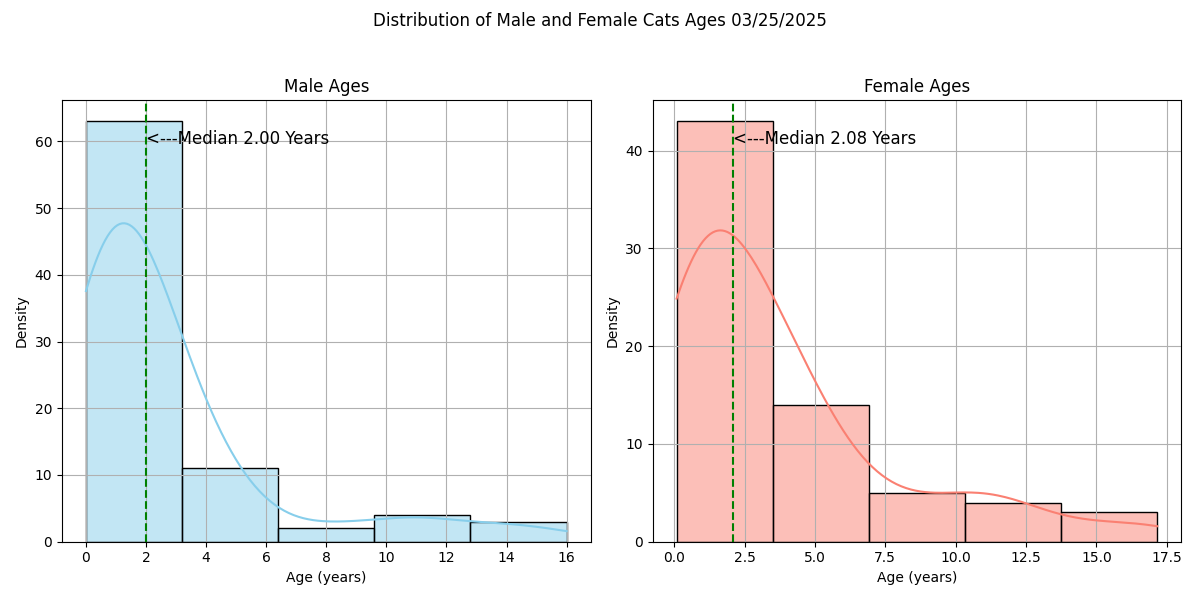 Distribution of Male and Female Cats Ages 03/25/2025
Male Ages
<---Median 2.00 Years
Density
60
50
40
30
20
10
0
0 2 4 6 8 10 12 14 16
Age (years)
Female Ages
<---Median 2.08 Years
Density
40
30
20
10
0
0.0 2.5 5.0 7.5 10.0 12.5 15.0 17.5
Age (years)